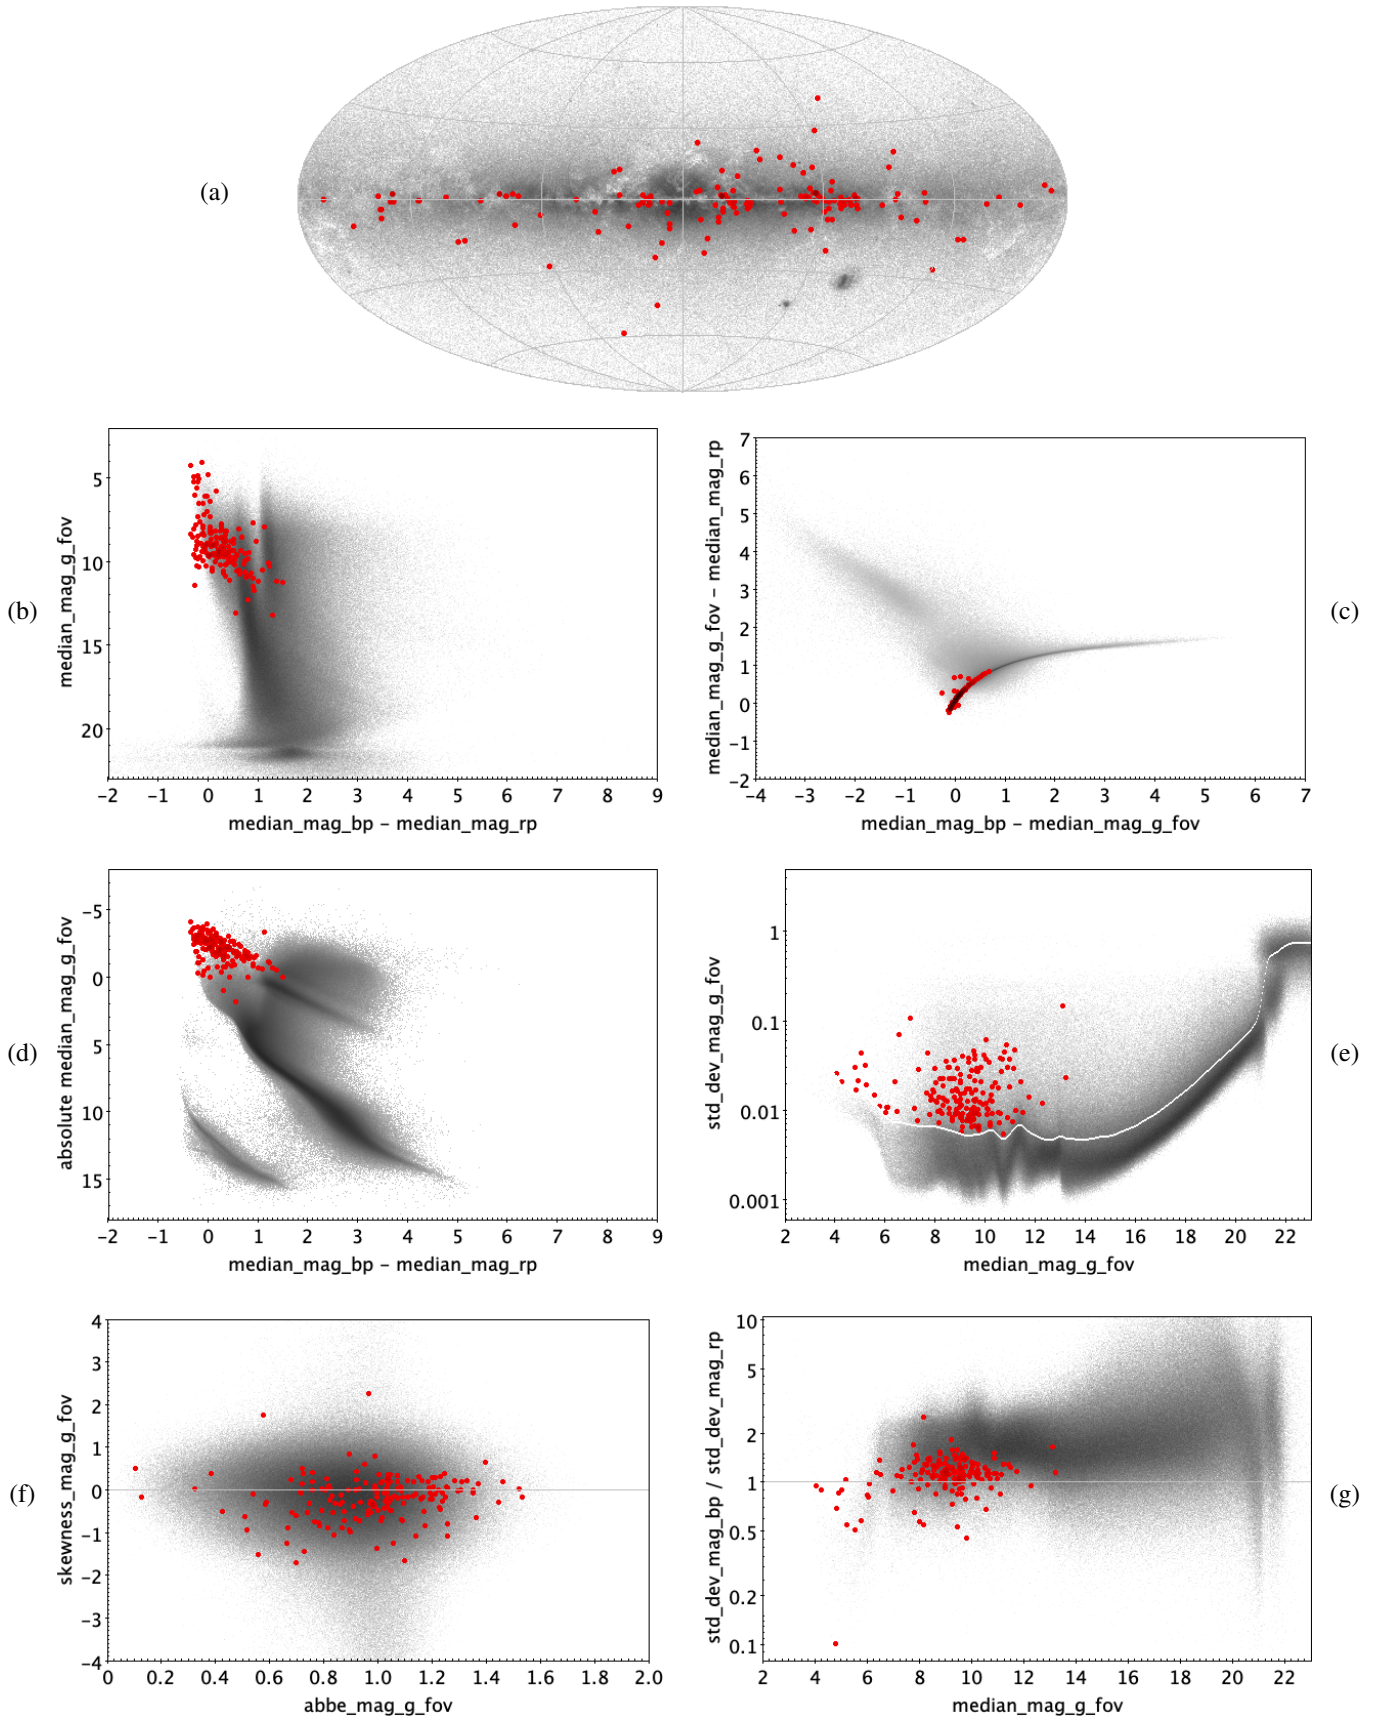 (a)
5
10
15
20
median_mag_g_fov
−2 −1 0 1 2 3 4 5 6 7 8 9
median_mag_bp − median_mag_rp
(b)
7
6
5
4
3
2
1
0
−1
−2
median_mag_g_fov − median_mag_rp
−4 −3 −2 −1 0 1 2 3 4 5 6 7
median_mag_bp − median_mag_g_fov
(c)
−5
0
5
10
15
absolute median_mag_g_fov
−2 −1 0 1 2 3 4 5 6 7 8 9
median_mag_bp − median_mag_rp
(d)
1
0.1
0.01
0.001
std_dev_mag_g_fov
2 4 6 8 10 12 14 16 18 20 22
median_mag_g_fov
(e)
4
3
2
1
0
−1
−2
−3
−4
skewness_mag_g_fov
0 0.2 0.4 0.6 0.8 1.0 1.2 1.4 1.6 1.8 2.0
abbe_mag_g_fov
(f)
10
5
2
1
0.5
0.2
0.1
std_dev_mag_bp / std_dev_mag_rp
2 4 6 8 10 12 14 16 18 20 22
median_mag_g_fov
(g)